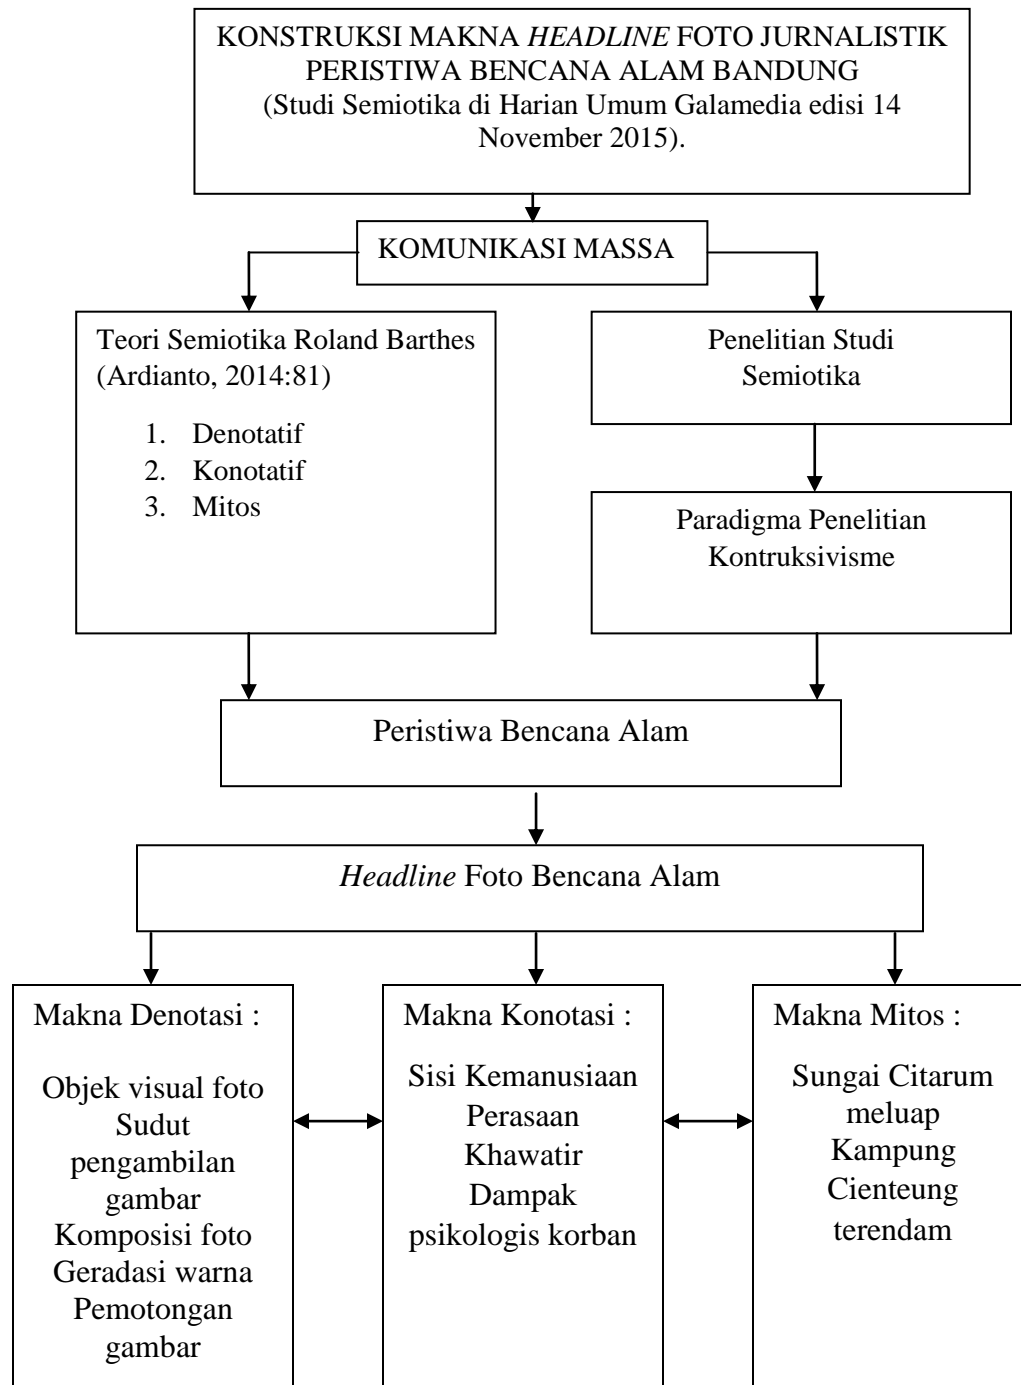 KONSTRUKSI MAKNA HEADLINE FOTO JURNALISTIK
PERISTIWA BENCANA ALAM BANDUNG
(Studi Semiotika di Harian Umum Galamedia edisi 14
November 2015).
KOMUNIKASI MASSA
Teori Semiotika Roland Barthes
(Ardianto, 2014:81)
1. Denotatif
2. Konotatif
3. Mitos
Penelitian Studi
Semiotika
Paradigma Penelitian
Kontruksivisme
Peristiwa Bencana Alam
Headline Foto Bencana Alam
Makna Denotasi :
Objek visual foto
Sudut
pengambilan
gambar
Komposisi foto
Geradasi warna
Pemotongan
gambar
Makna Konotasi :
Sisi Kemanusiaan
Perasaan
Khawatir
Dampak
psikologis korban
Makna Mitos :
Sungai Citarum
meluap
Kampung
Cienteung
terendam